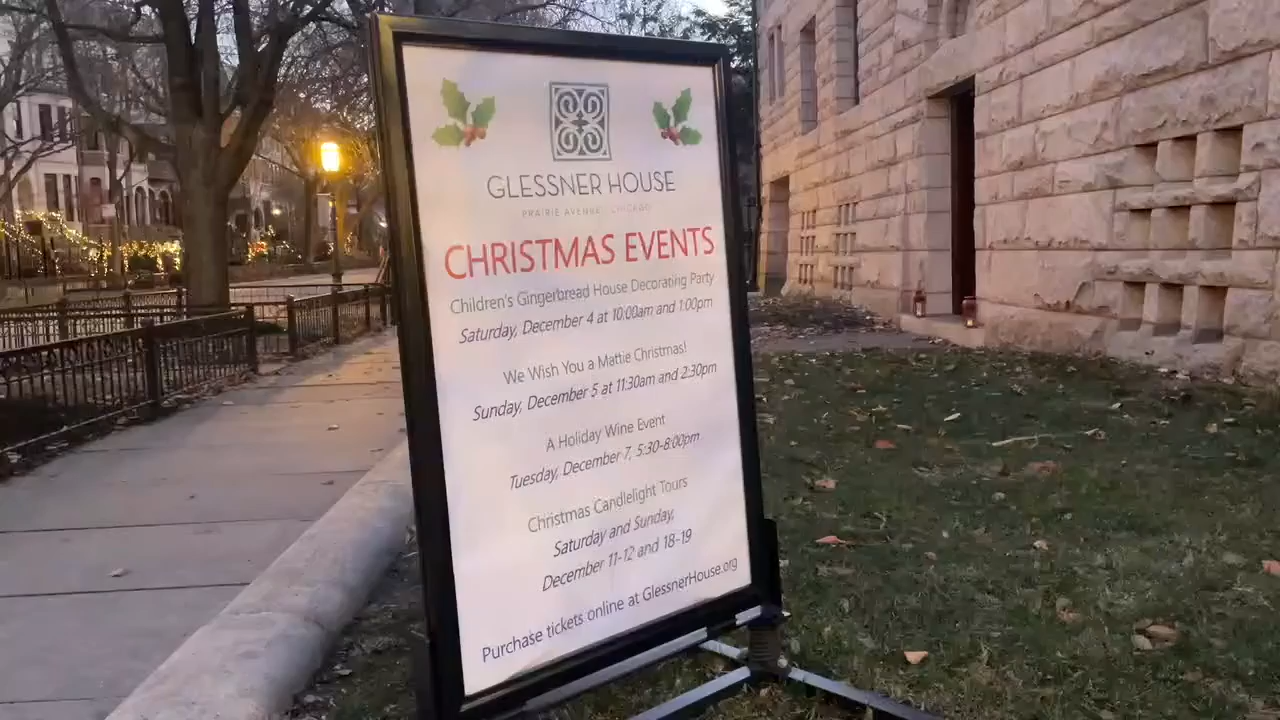 GLESSNER HOUSE
PRAIRIE AVENUE, CHICAGO
CHRISTMAS EVENTS
Children's Gingerbread House Decorating Party
Saturday, December 4 at 10:00am and 1:00pm
We Wish You a Mattie Christmas!
Sunday, December 5 at 11:30am and 2:30pm
A Holiday Wine Event
Tuesday, December 7, 5:30-8:00pm
Christmas Candlelight Tours
Saturday and Sunday,
December 11-12 and 18-19
Purchase tickets online at GlessnerHouse.org